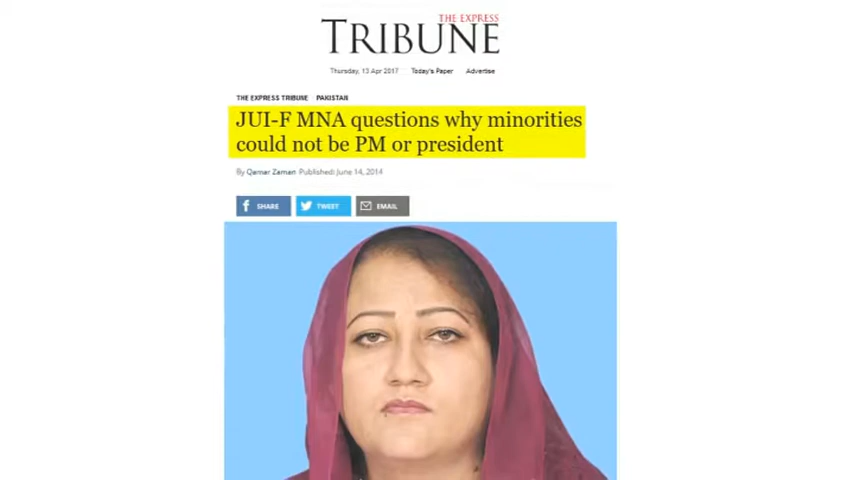 THE EXPRESS
TRIBUNE
Thursday, 13 Apr 2017 Today's Paper Advertise
THE EXPRESS TRIBUNE PAKISTAN
JUI-F MNA questions why minorities
could not be PM or president
By Qamar Zaman Published: June 14, 2014
SHARE TWEET EMAIL